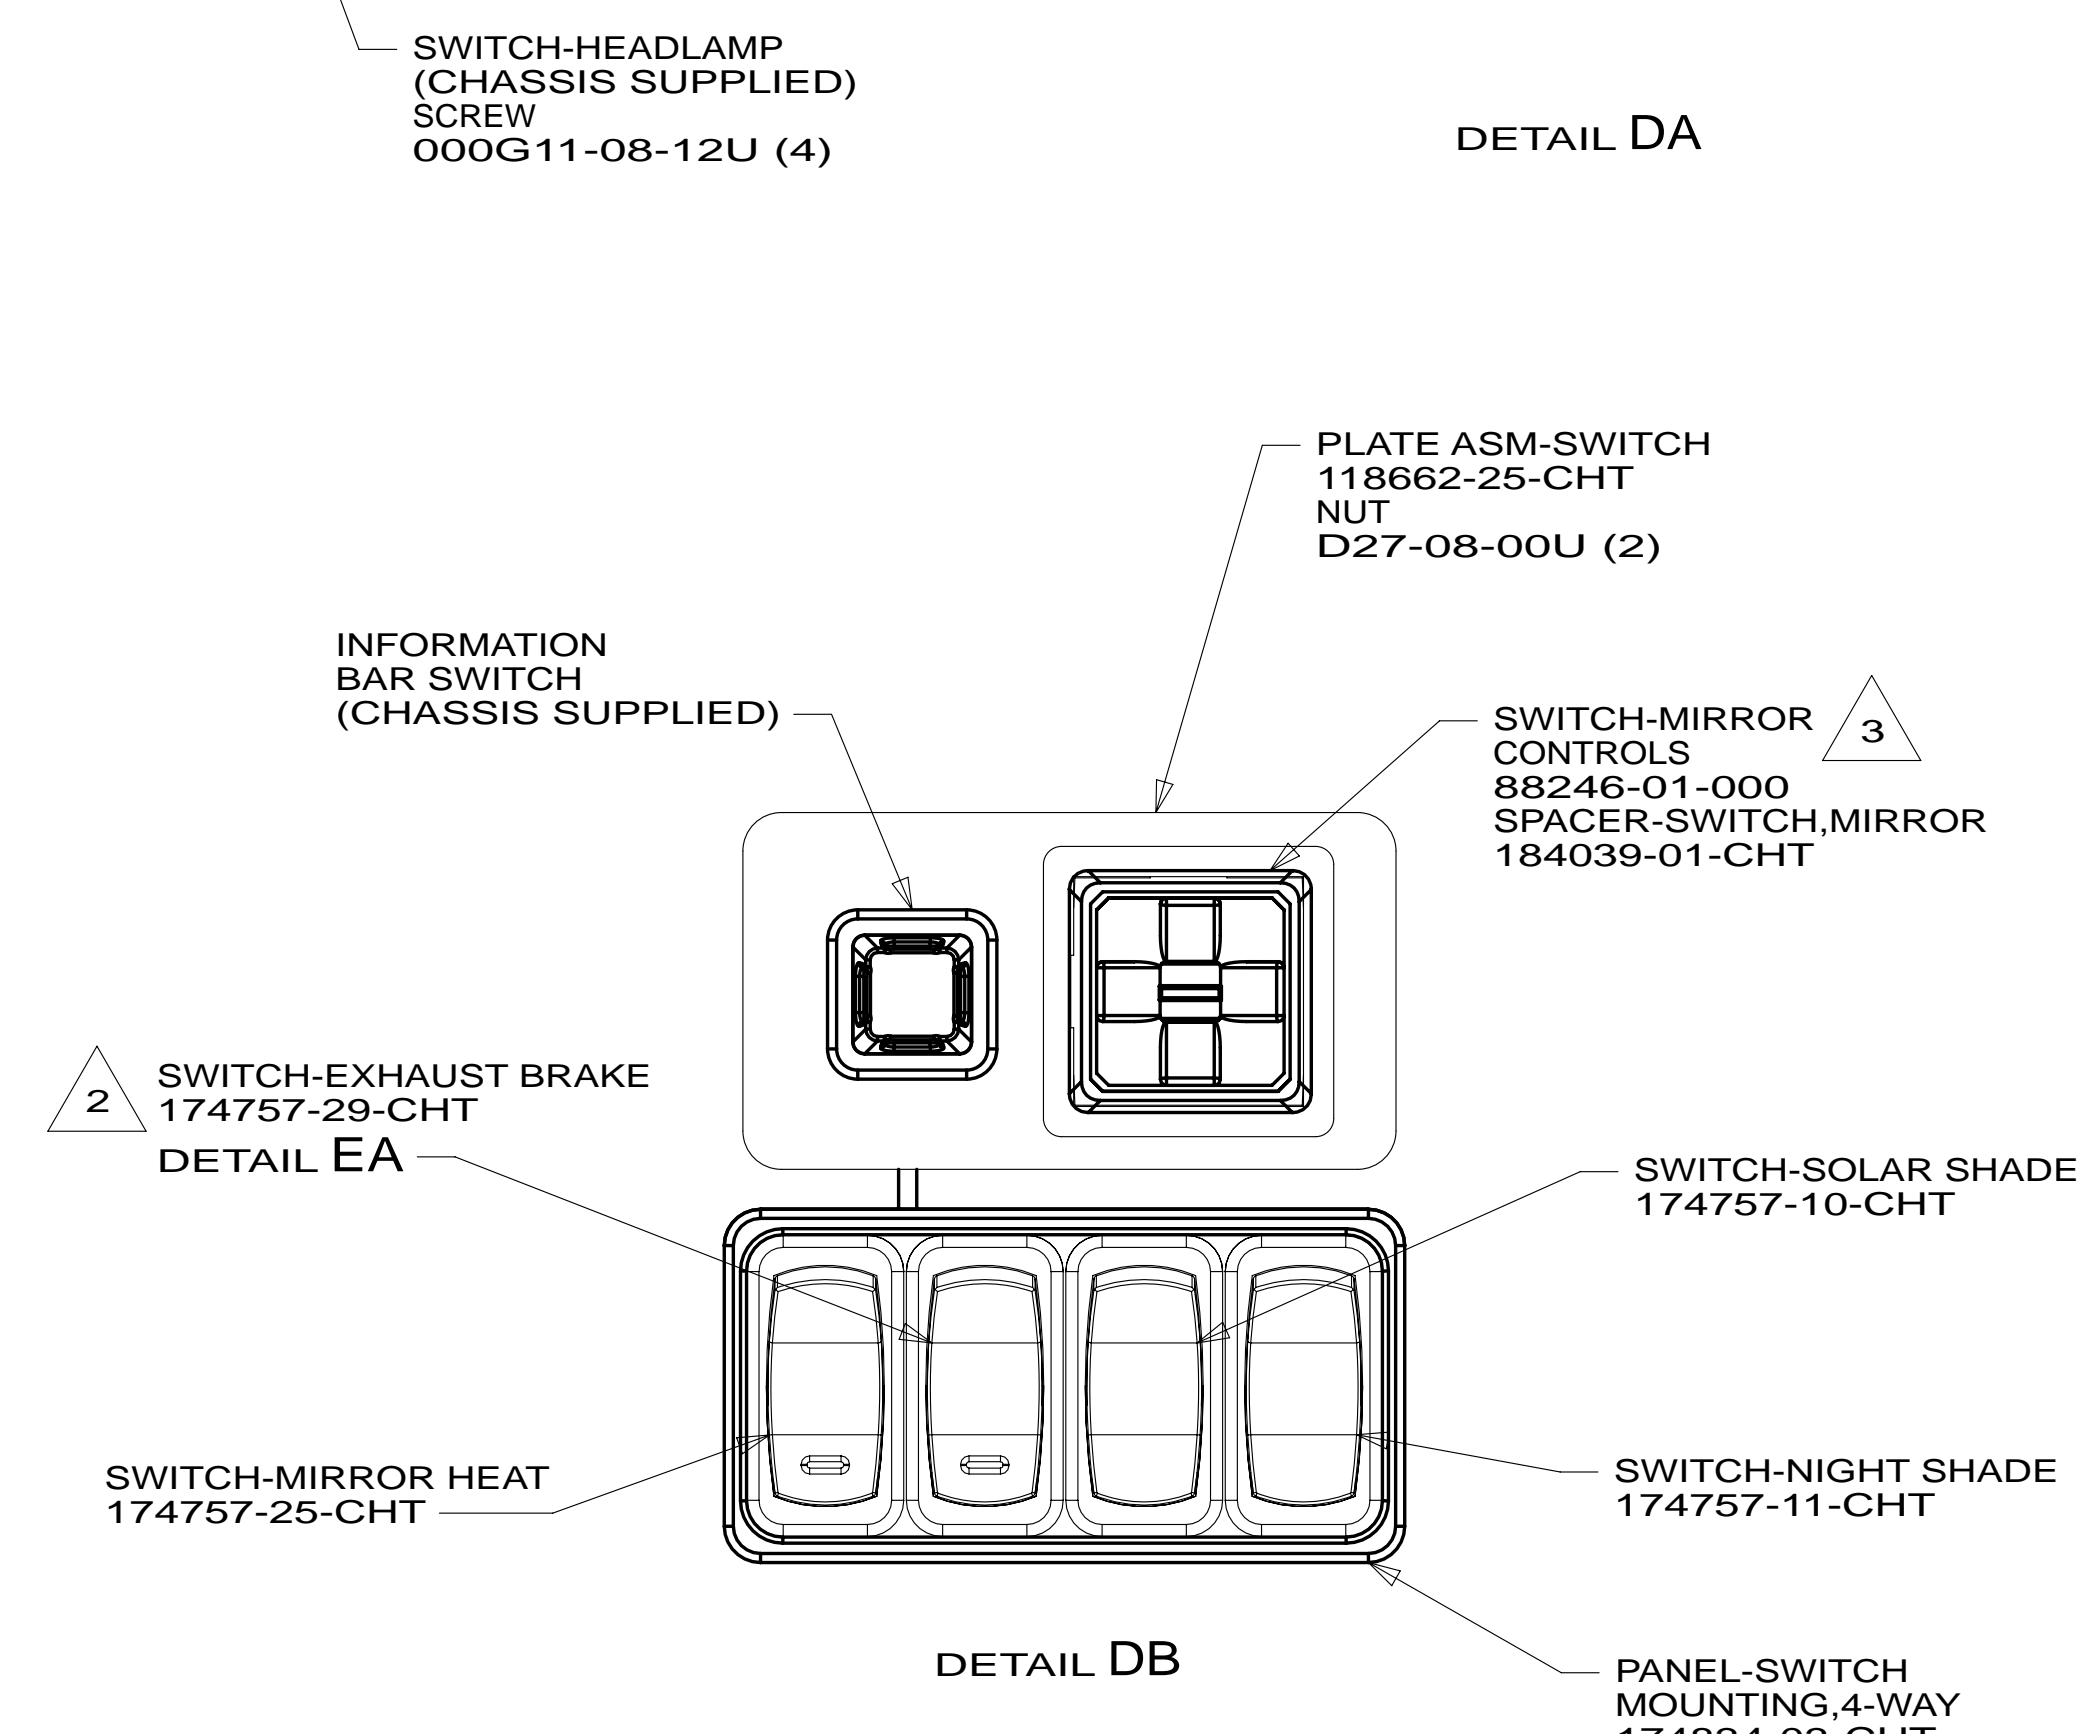 SWITCH-HEADLAMP
(CHASSIS SUPPLIED)
SCREW
000G11-08-12U (4)
DETAIL DA
PLATE ASM-SWITCH
118662-25-CHT
NUT
D27-08-00U (2)
INFORMATION
BAR SWITCH
(CHASSIS SUPPLIED)
SWITCH-MIRROR
CONTROLS
88246-01-000
SPACER-SWITCH,MIRROR
184039-01-CHT
3
2
SWITCH-EXHAUST BRAKE
174757-29-CHT
DETAIL EA
SWITCH-SOLAR SHADE
174757-10-CHT
SWITCH-MIRROR HEAT
174757-25-CHT
SWITCH-NIGHT SHADE
174757-11-CHT
DETAIL DB
PANEL-SWITCH
MOUNTING,4-WAY